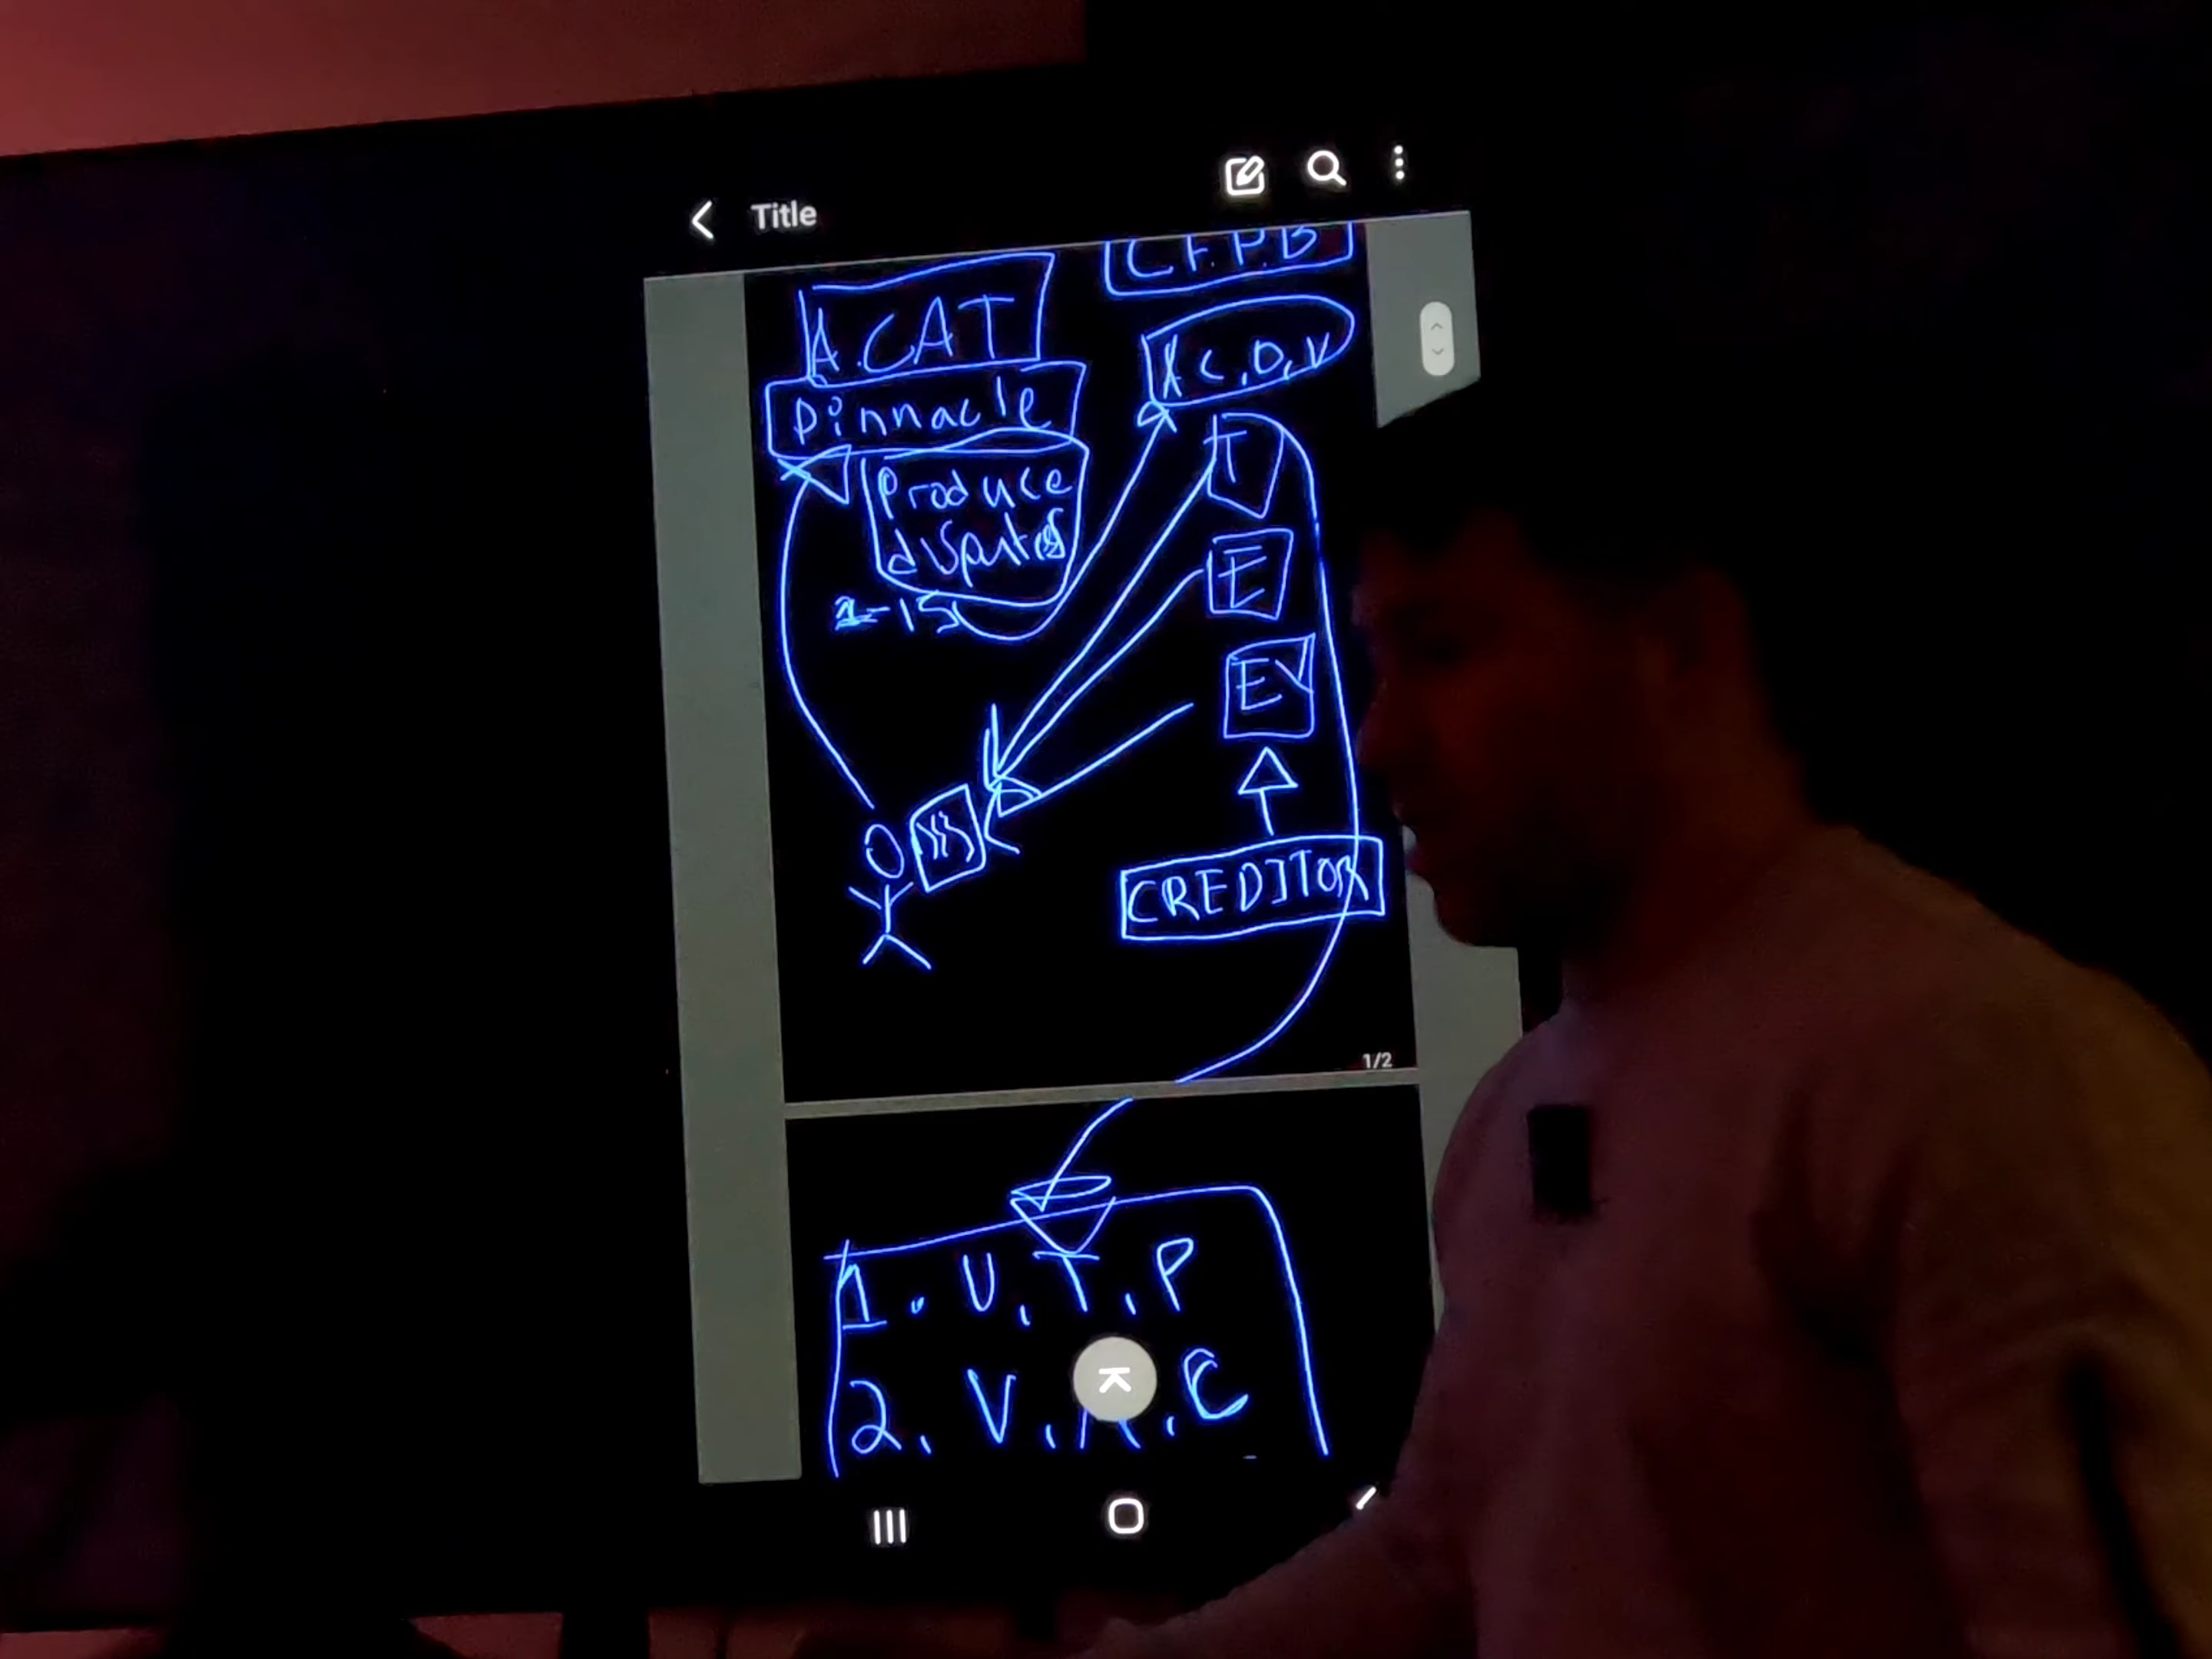 Title
C.F.P.B
A.CAT
A.C.D.V
Pinnacle
T
Produce
disputes
1-15
E
EX
CREDITOR
1/2
1. U.T.P
2. V.A.C